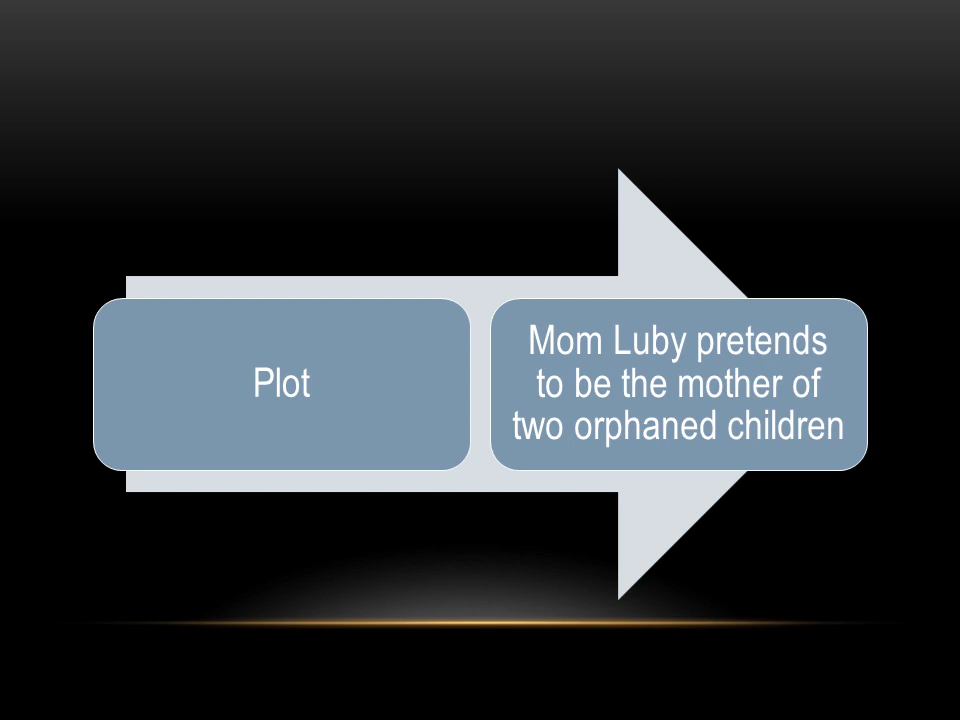 Plot
Mom Luby pretends
to be the mother of
two orphaned children